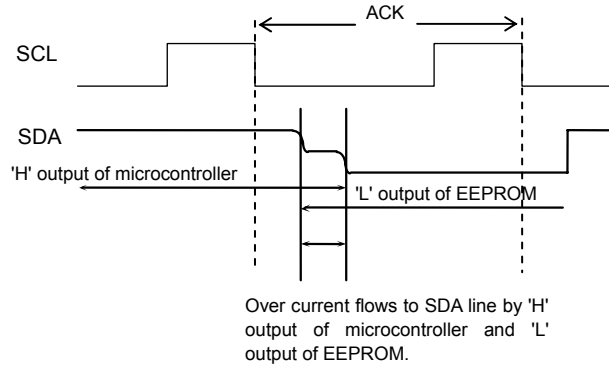 ACK
SCL
SDA
'H' output of microcontroller
'L' output of EEPROM
Over current flows to SDA line by 'H'
output of microcontroller and 'L'
output of EEPROM.